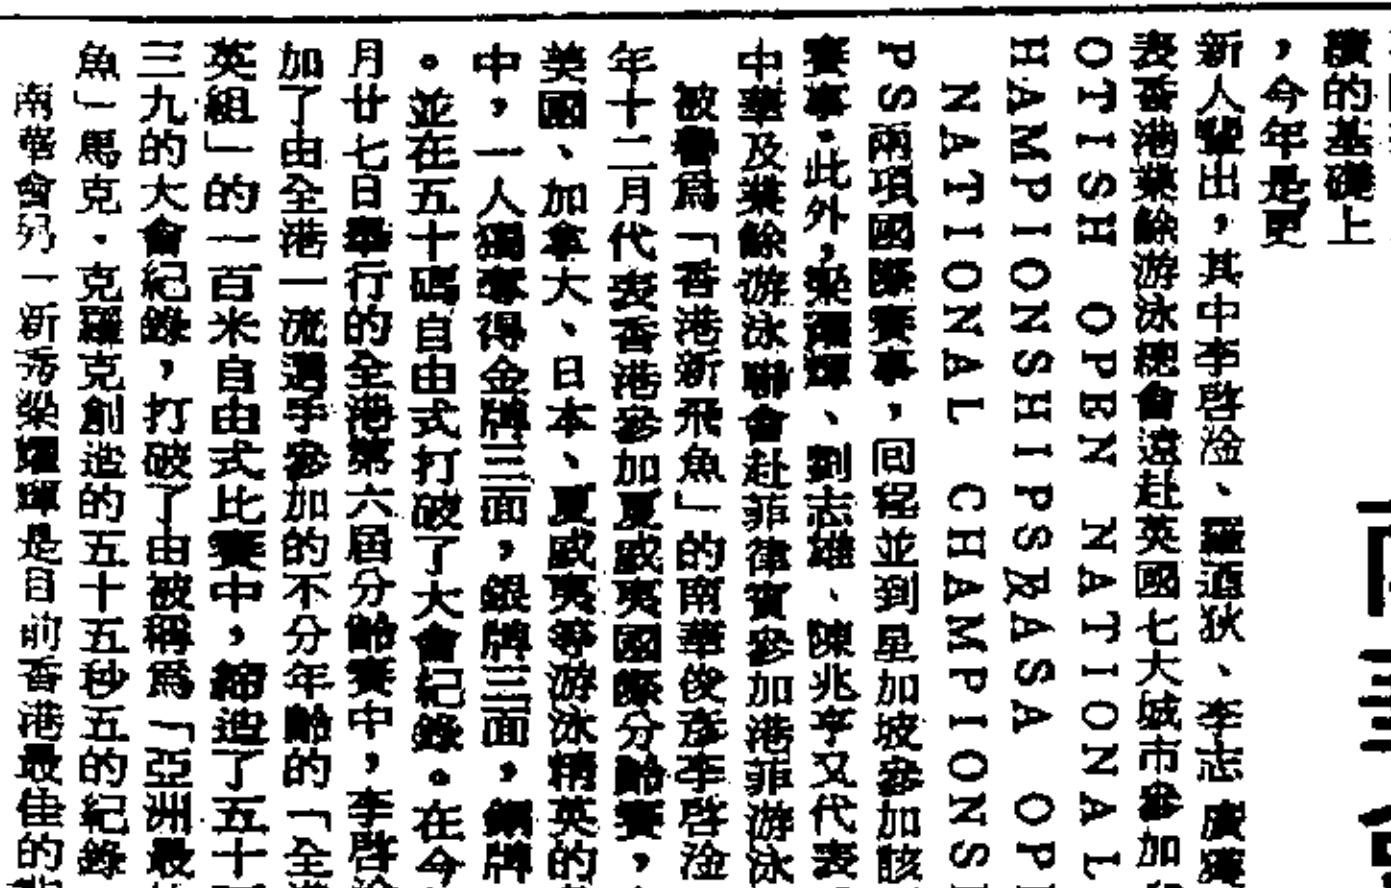 讀的基礎上
，今年是更
新人輩出，其中李啓淦、羅迺狄、李志廣獲
表香港業餘游泳總會遠赴英國七大城市參加
OTISH OPEN NATIONAL
HAMPIONSHIPS及ASA OP
NATIONAL CHAMPIONS
PS兩項國際賽事，回程並到星加坡參加該
賽事。此外，梁耀輝、劉志雄、陳兆亨又代表
中華及業餘游泳聯會赴菲律賓參加港菲游泳
被譽爲「香港新飛魚」的南華俊彥李啓淦
年十二月代表香港參加夏威夷國際分齡賽，
美國、加拿大、日本、夏威夷等游泳精英的
中，一人獨奪得金牌三面，銀牌三面，銅牌
。並在五十碼自由式打破了大會紀錄。在今
月廿七日舉行的全港第六屆分齡賽中，李啓淦
加了由全港一流選手參加的不分年齡的「全港
英組」的一百米自由式比賽中，締造了五十
三九的大會紀錄，打破了由被稱爲「亞洲最
魚」馬克．克羅克創造的五十五秒五的紀錄
南華會另一新秀梁耀輝是目前香港最佳的